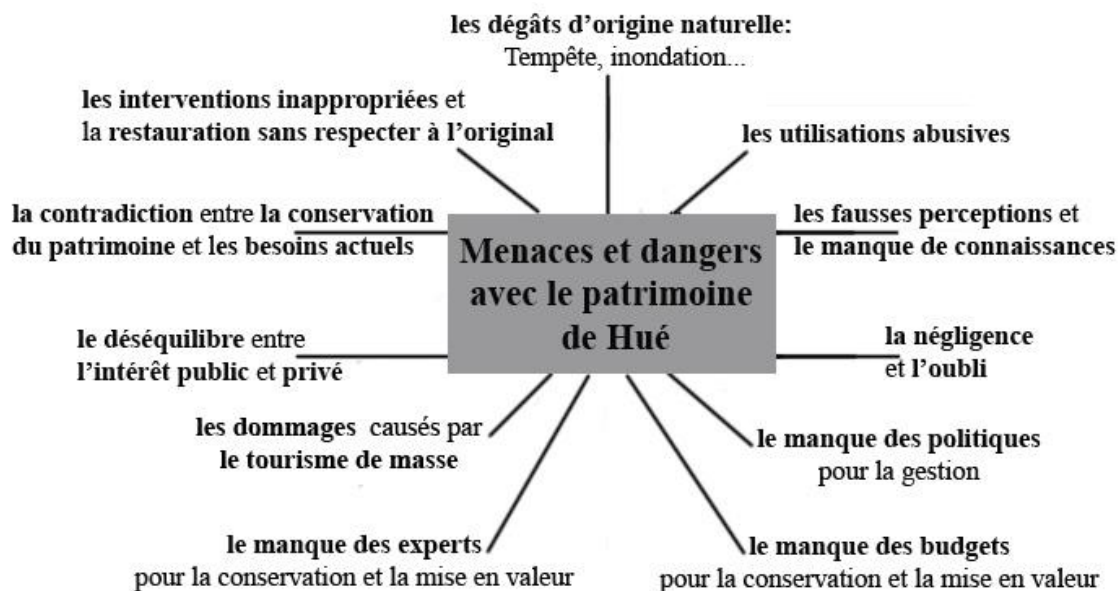 les dégâts d'origine naturelle:
Tempête, inondation...
les interventions inappropriées et
la restauration sans respecter à l'original
les utilisations abusives
la contradiction entre la conservation
du patrimoine et les besoins actuels
Menaces et dangers
avec le patrimoine
de Hué
les fausses perceptions et
le manque de connaissances
le déséquilibre entre
l'intérêt public et privé
la négligence
et l'oubli
les dommages causés par
le tourisme de masse
le manque des politiques
pour la gestion
le manque des experts
pour la conservation et la mise en valeur
le manque des budgets
pour la conservation et la mise en valeur